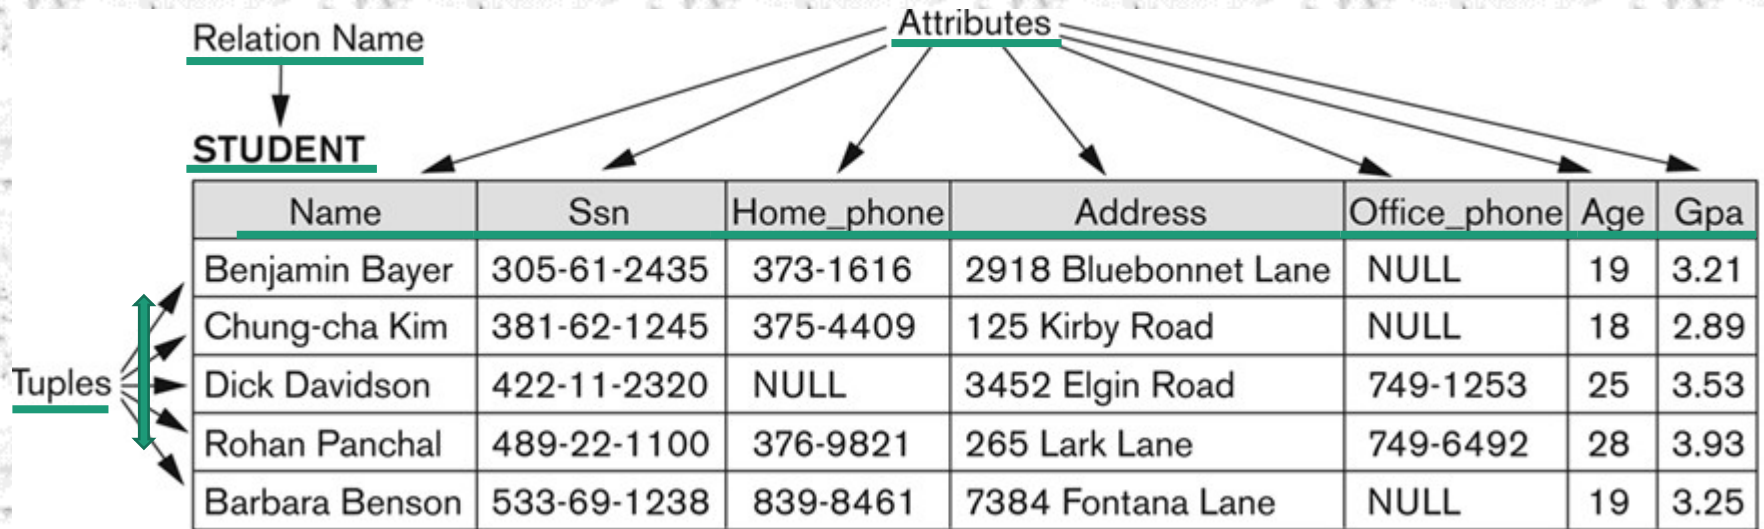 Attributes
Relation Name
STUDENT
Name Ssn Home_phone Address Office_phone Age Gpa
Benjamin Bayer 305-61-2435 373-1616 2918 Bluebonnet Lane NULL 19 3.21
Chung-cha Kim 381-62-1245 375-4409 125 Kirby Road NULL 18 2.89
Tuples Dick Davidson 422-11-2320 NULL 3452 Elgin Road 749-1253 25 3.53
Rohan Panchal 489-22-1100 376-9821 265 Lark Lane 749-6492 28 3.93
Barbara Benson 533-69-1238 839-8461 7384 Fontana Lane NULL 19 3.25